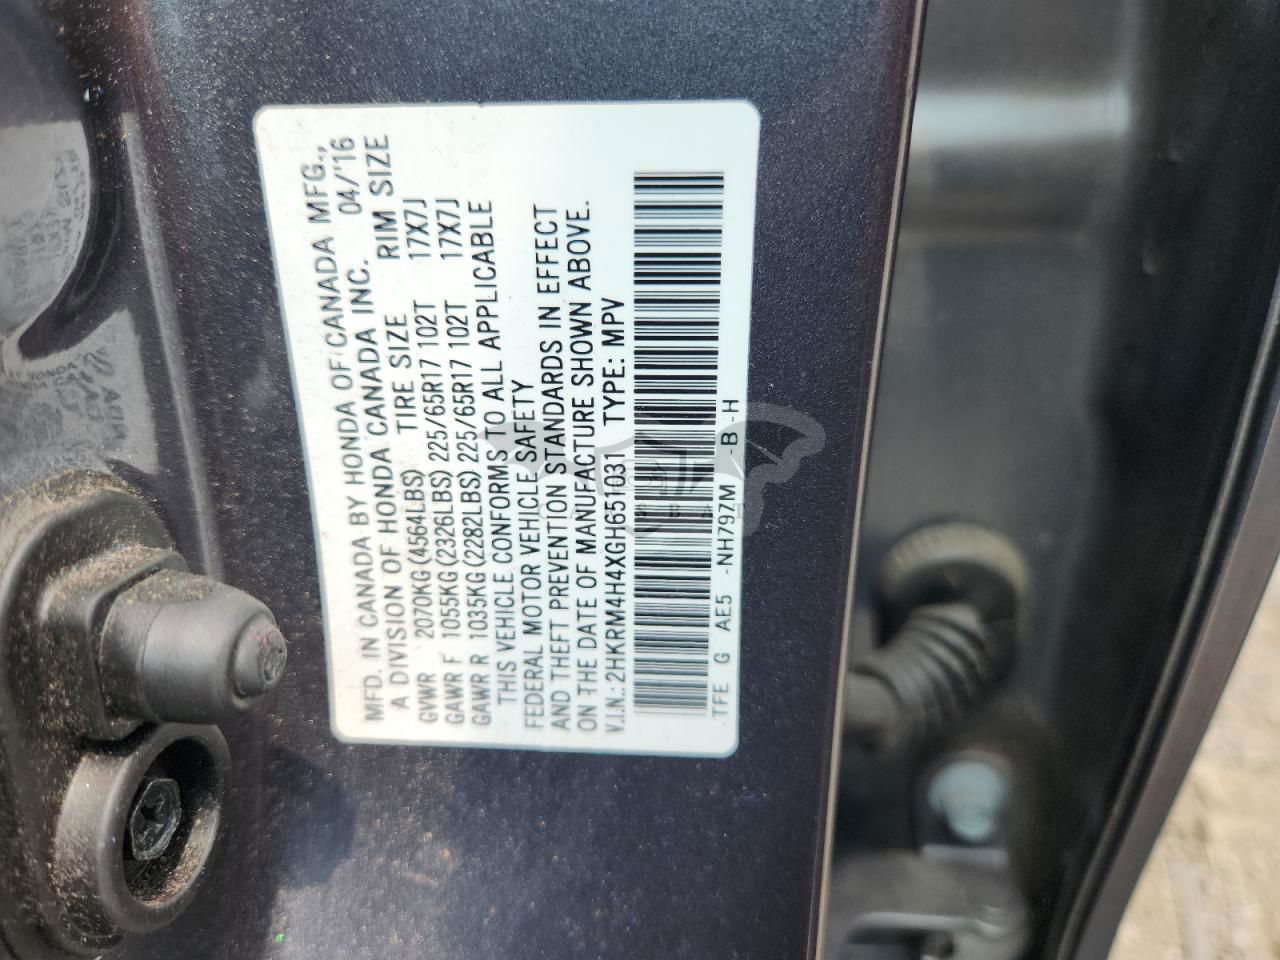 MFD. IN CANADA BY HONDA OF CANADA MFG.,
A DIVISION OF HONDA CANADA INC. 04/'16
TIRE SIZE RIM SIZE
GVWR 2070KG(4564LBS)
GAWR F 1055KG(2326LBS) 225/65R17 102T 17X7J
GAWR R 1035KG(2282LBS) 225/65R17 102T 17X7J
THIS VEHICLE CONFORMS TO ALL APPLICABLE
FEDERAL MOTOR VEHICLE SAFETY
AND THEFT PREVENTION STANDARDS IN EFFECT
ON THE DATE OF MANUFACTURE SHOWN ABOVE.
V.I.N.: 2HKRM4H4XGH651031 TYPE: MPV
TFE G AE5 -NH797M -B -H